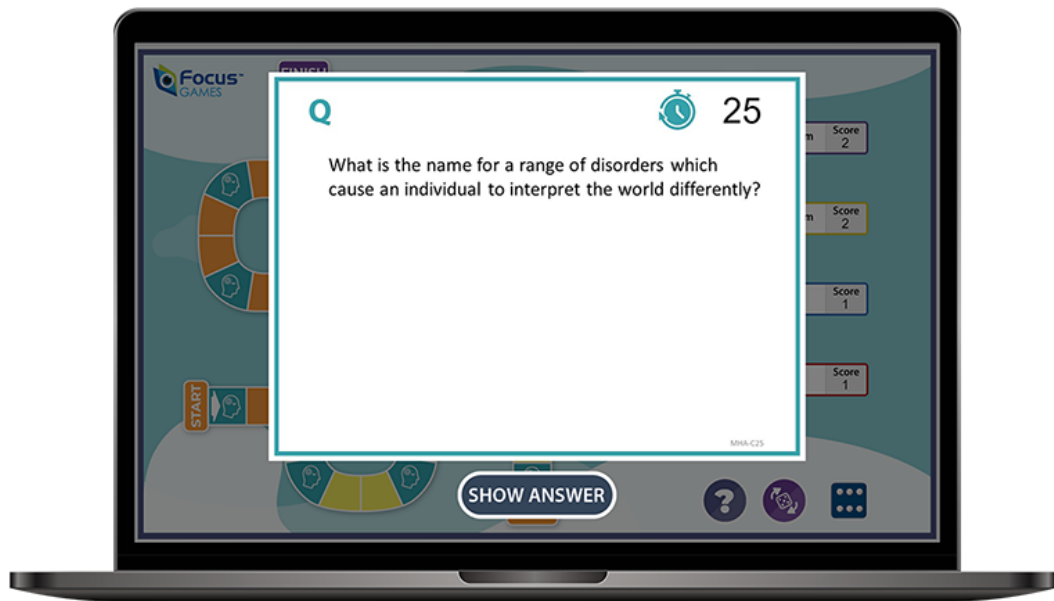 Focus™
GAMES
FINISH
Q
25
What is the name for a range of disorders which
cause an individual to interpret the world differently?
MHA-C25
m
Score
2
m
Score
2
Score
1
Score
1
START
SHOW ANSWER
?